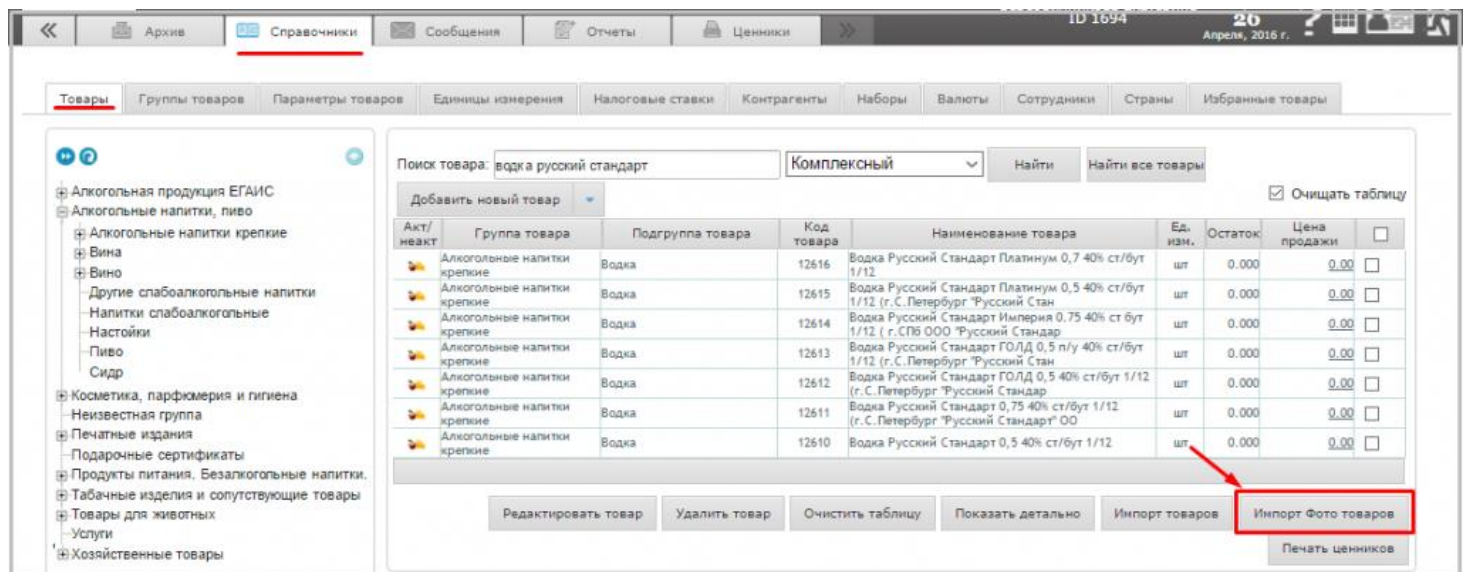 ID 1694
26
Апреля, 2016 г.
Архив
Справочники
Сообщения
Отчеты
Ценники
Товары
Группы товаров
Параметры товаров
Единицы измерения
Налоговые ставки
Контрагенты
Наборы
Валюты
Сотрудники
Страны
Избранные товары
Алкогольная продукция ЕГАИС
Алкогольные напитки, пиво
Алкогольные напитки крепкие
Вина
Вино
Другие слабоалкогольные напитки
Напитки слабоалкогольные
Настойки
Пиво
Сидр
Косметика, парфюмерия и гигиена
Неизвестная группа
Печатные издания
Подарочные сертификаты
Продукты питания. Безалкогольные напитки.
Табачные изделия и сопутствующие товары
Товары для животных
Услуги
Хозяйственные товары
Поиск товара: водка русский стандарт
Комплексный
Найти
Найти все товары
Добавить новый товар
Очищать таблицу
Акт/ неакт
Группа товара
Подгруппа товара
Код товара
Наименование товара
Ед. изм.
Остаток
Цена продажи
Алкогольные напитки крепкие Водка 12616 Водка Русский Стандарт Платинум 0,7 40% ст/бут 1/12 шт 0.000 0.00
Алкогольные напитки крепкие Водка 12615 Водка Русский Стандарт Платинум 0,5 40% ст/бут 1/12 (г.С.Петербург "Русский Стан шт 0.000 0.00
Алкогольные напитки крепкие Водка 12614 Водка Русский Стандарт Империя 0.75 40% ст бут 1/12 ( г.СПб ООО "Русский Стандар шт 0.000 0.00
Алкогольные напитки крепкие Водка 12613 Водка Русский Стандарт ГОЛД 0,5 п/у 40% ст/бут 1/12 (г.С.Петербург "Русский Стан шт 0.000 0.00
Алкогольные напитки крепкие Водка 12612 Водка Русский Стандарт ГОЛД 0,5 40% ст/бут 1/12 (г.С.Петербург "Русский Стандар шт 0.000 0.00
Алкогольные напитки крепкие Водка 12611 Водка Русский Стандарт 0,75 40% ст/бут 1/12 (г.С.Петербург "Русский Стандарт" ОО шт 0.000 0.00
Алкогольные напитки крепкие Водка 12610 Водка Русский Стандарт 0,5 40% ст/бут 1/12 шт 0.000 0.00
Редактировать товар
Удалить товар
Очистить таблицу
Показать детально
Импорт товаров
Импорт Фото товаров
Печать ценников